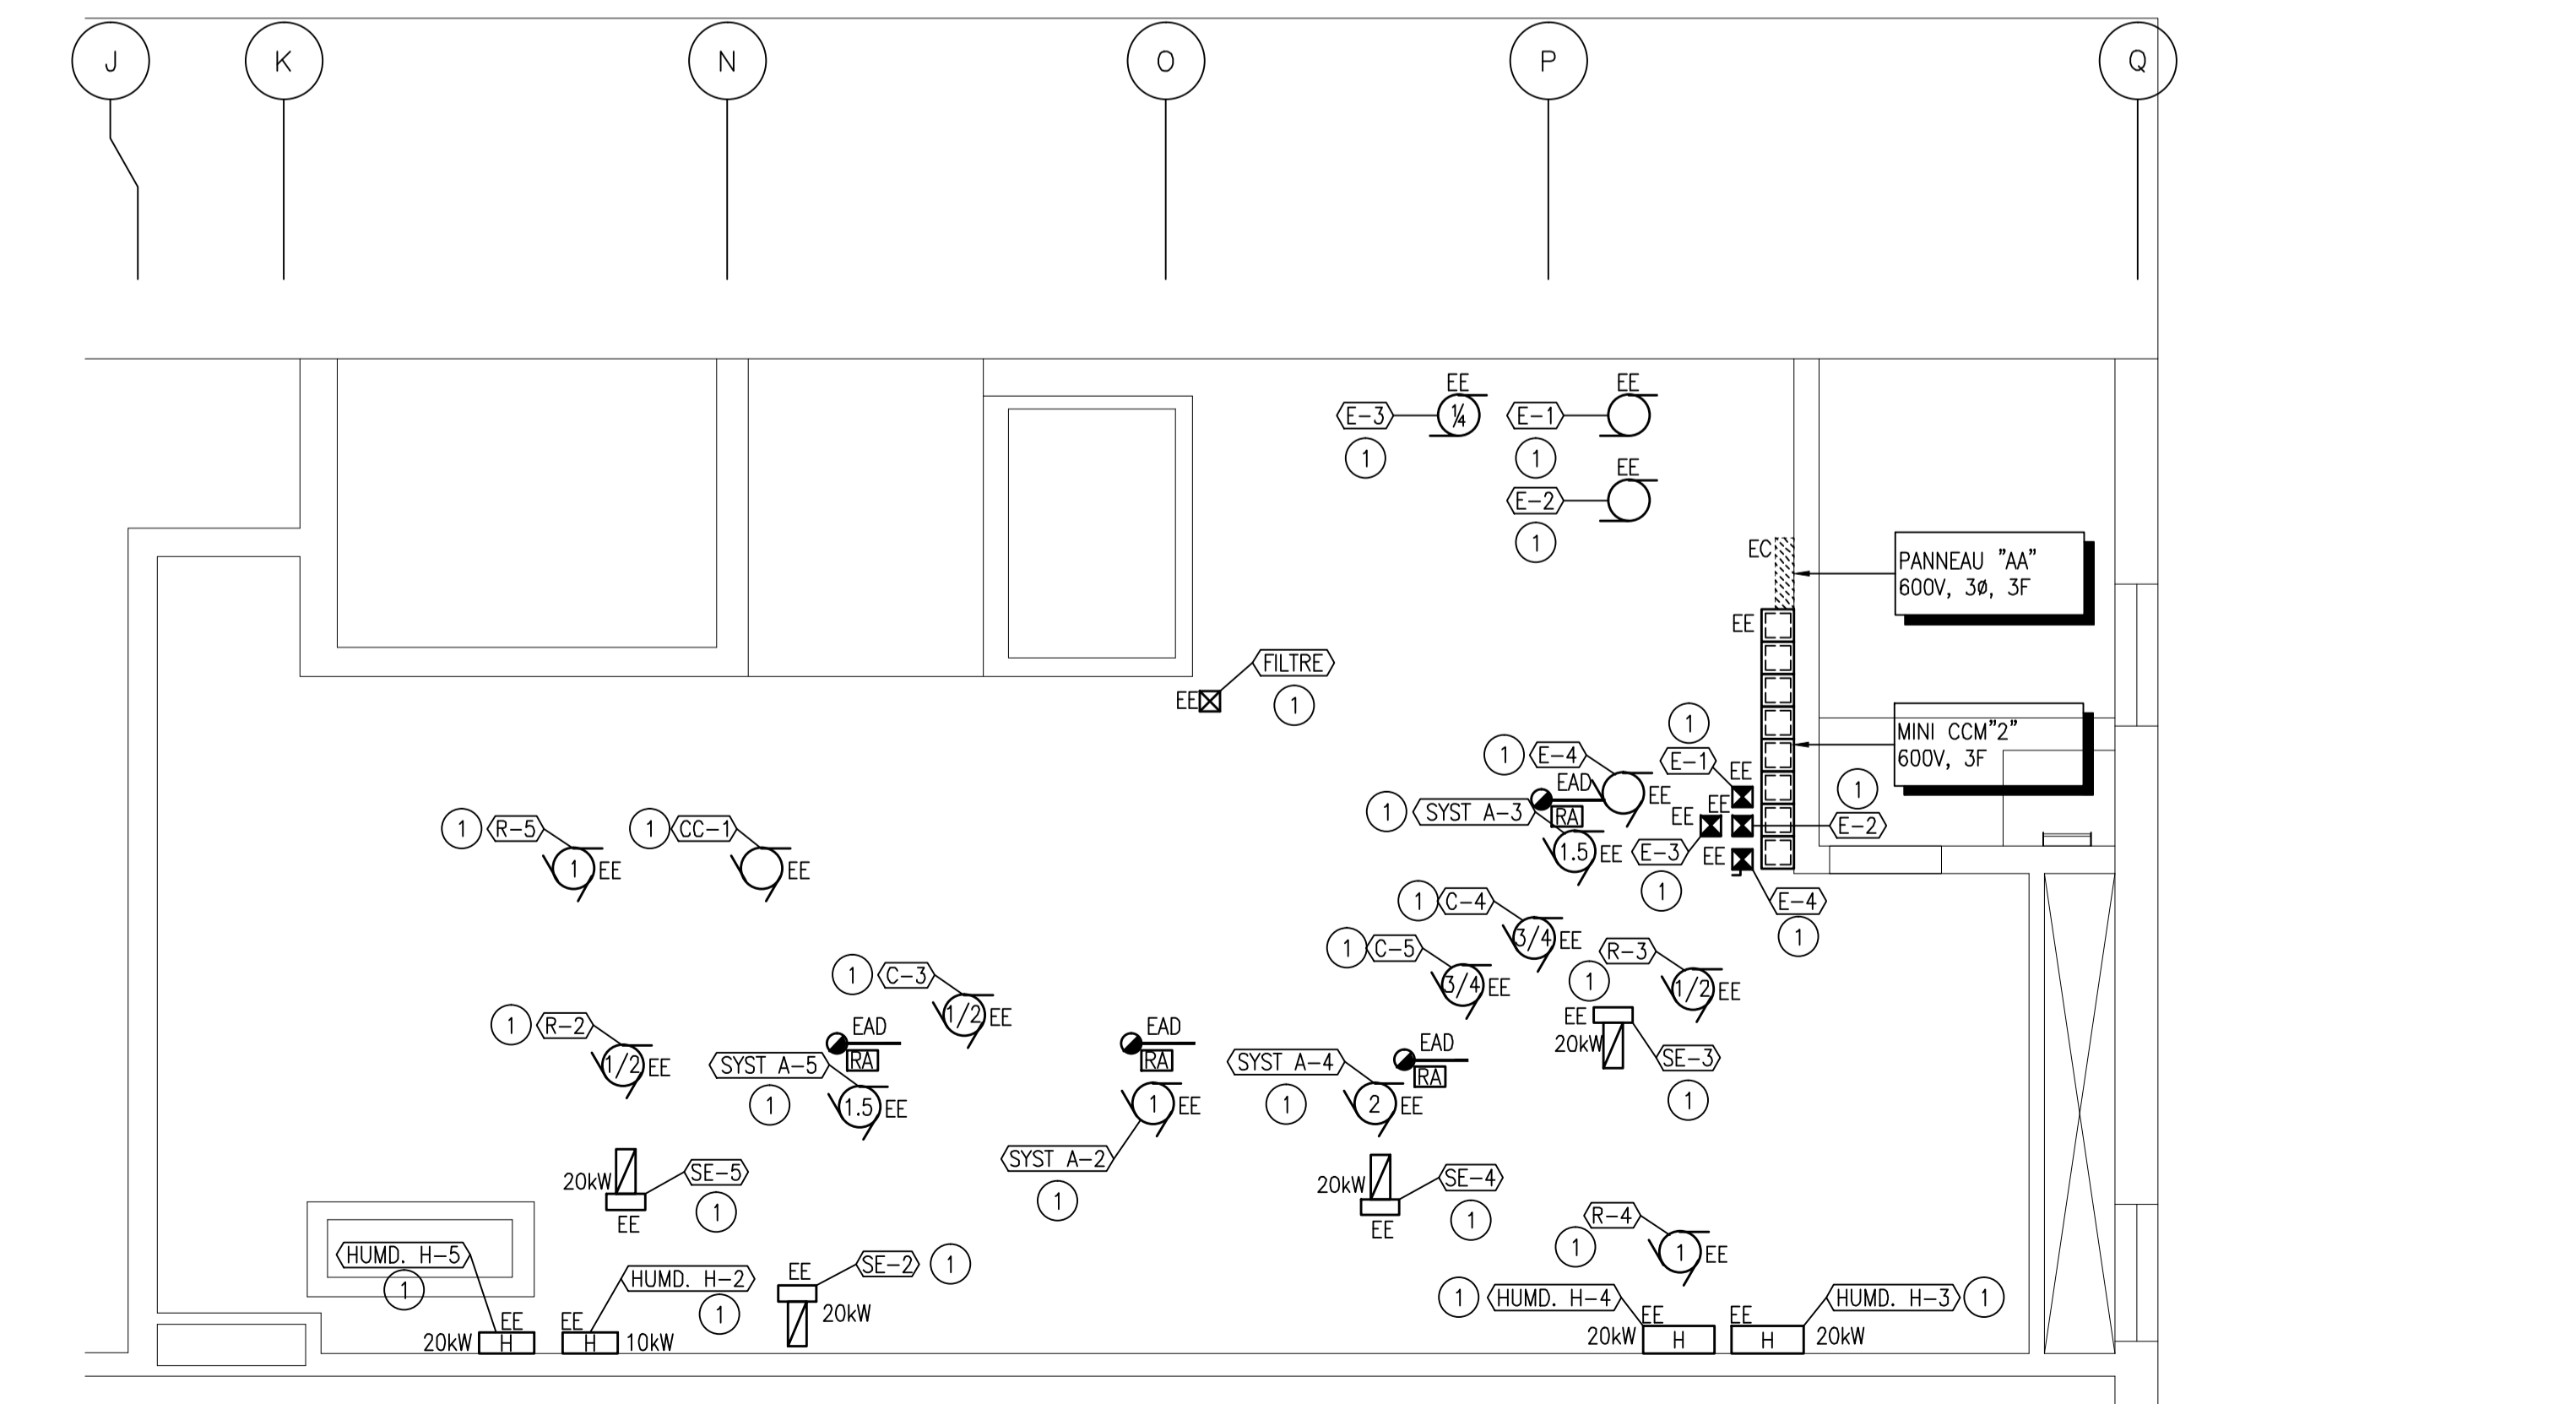 J
K
N
O
P
Q
EE
E-3
1/4
1
EE
E-1
1
EE
E-2
1
EC
PANNEAU "AA"
600V, 3ø, 3F
EE
FILTRE
EE
1
MINI CCM"2"
600V, 3F
1
E-1
EE
1
E-4
EAD
EE
RA
1
SYST A-3
1.5
EE
EE
EE
1
E-2
E-3
1
EE
E-4
1
1
R-5
1
EE
1
CC-1
EE
1
C-4
3/4
EE
1
C-5
3/4
EE
R-3
1
1/2
EE
1
C-3
1/2
EE
1
R-2
1/2
EE
EAD
RA
SYST A-5
1
1.5
EE
EAD
RA
1
EE
SYST A-2
1
EAD
RA
SYST A-4
1
2
EE
EE
20kW
SE-3
1
20kW
SE-5
EE
1
20kW
SE-4
EE
1
R-4
1
1
EE
HUMD. H-5
1
EE
20kW
H
HUMD. H-2
1
EE
H
10kW
EE
SE-2
1
20kW
1
HUMD. H-4
EE
20kW
H
EE
HUMD. H-3
1
H
20kW